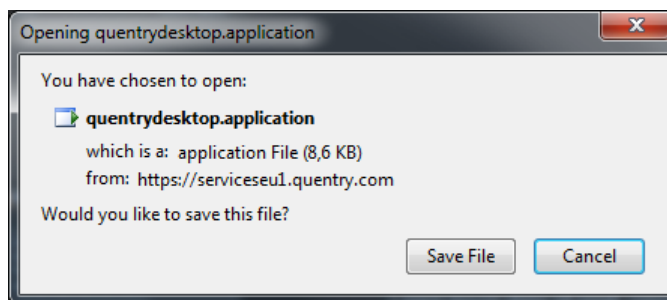 Opening quentrydesktop.application
You have chosen to open:
quentrydesktop.application
which is a: application File (8,6 KB)
from: https://serviceseu1.quentry.com
Would you like to save this file?
Save File Cancel